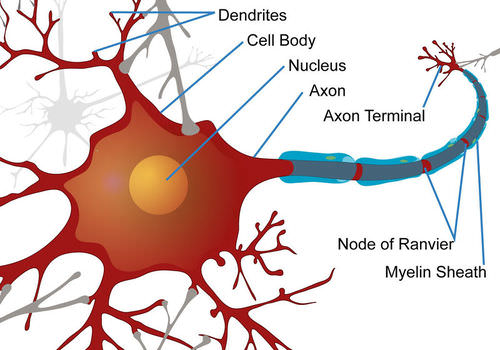 Dendrites
Cell Body
Nucleus
Axon
Axon Terminal
Node of Ranvier
Myelin Sheath